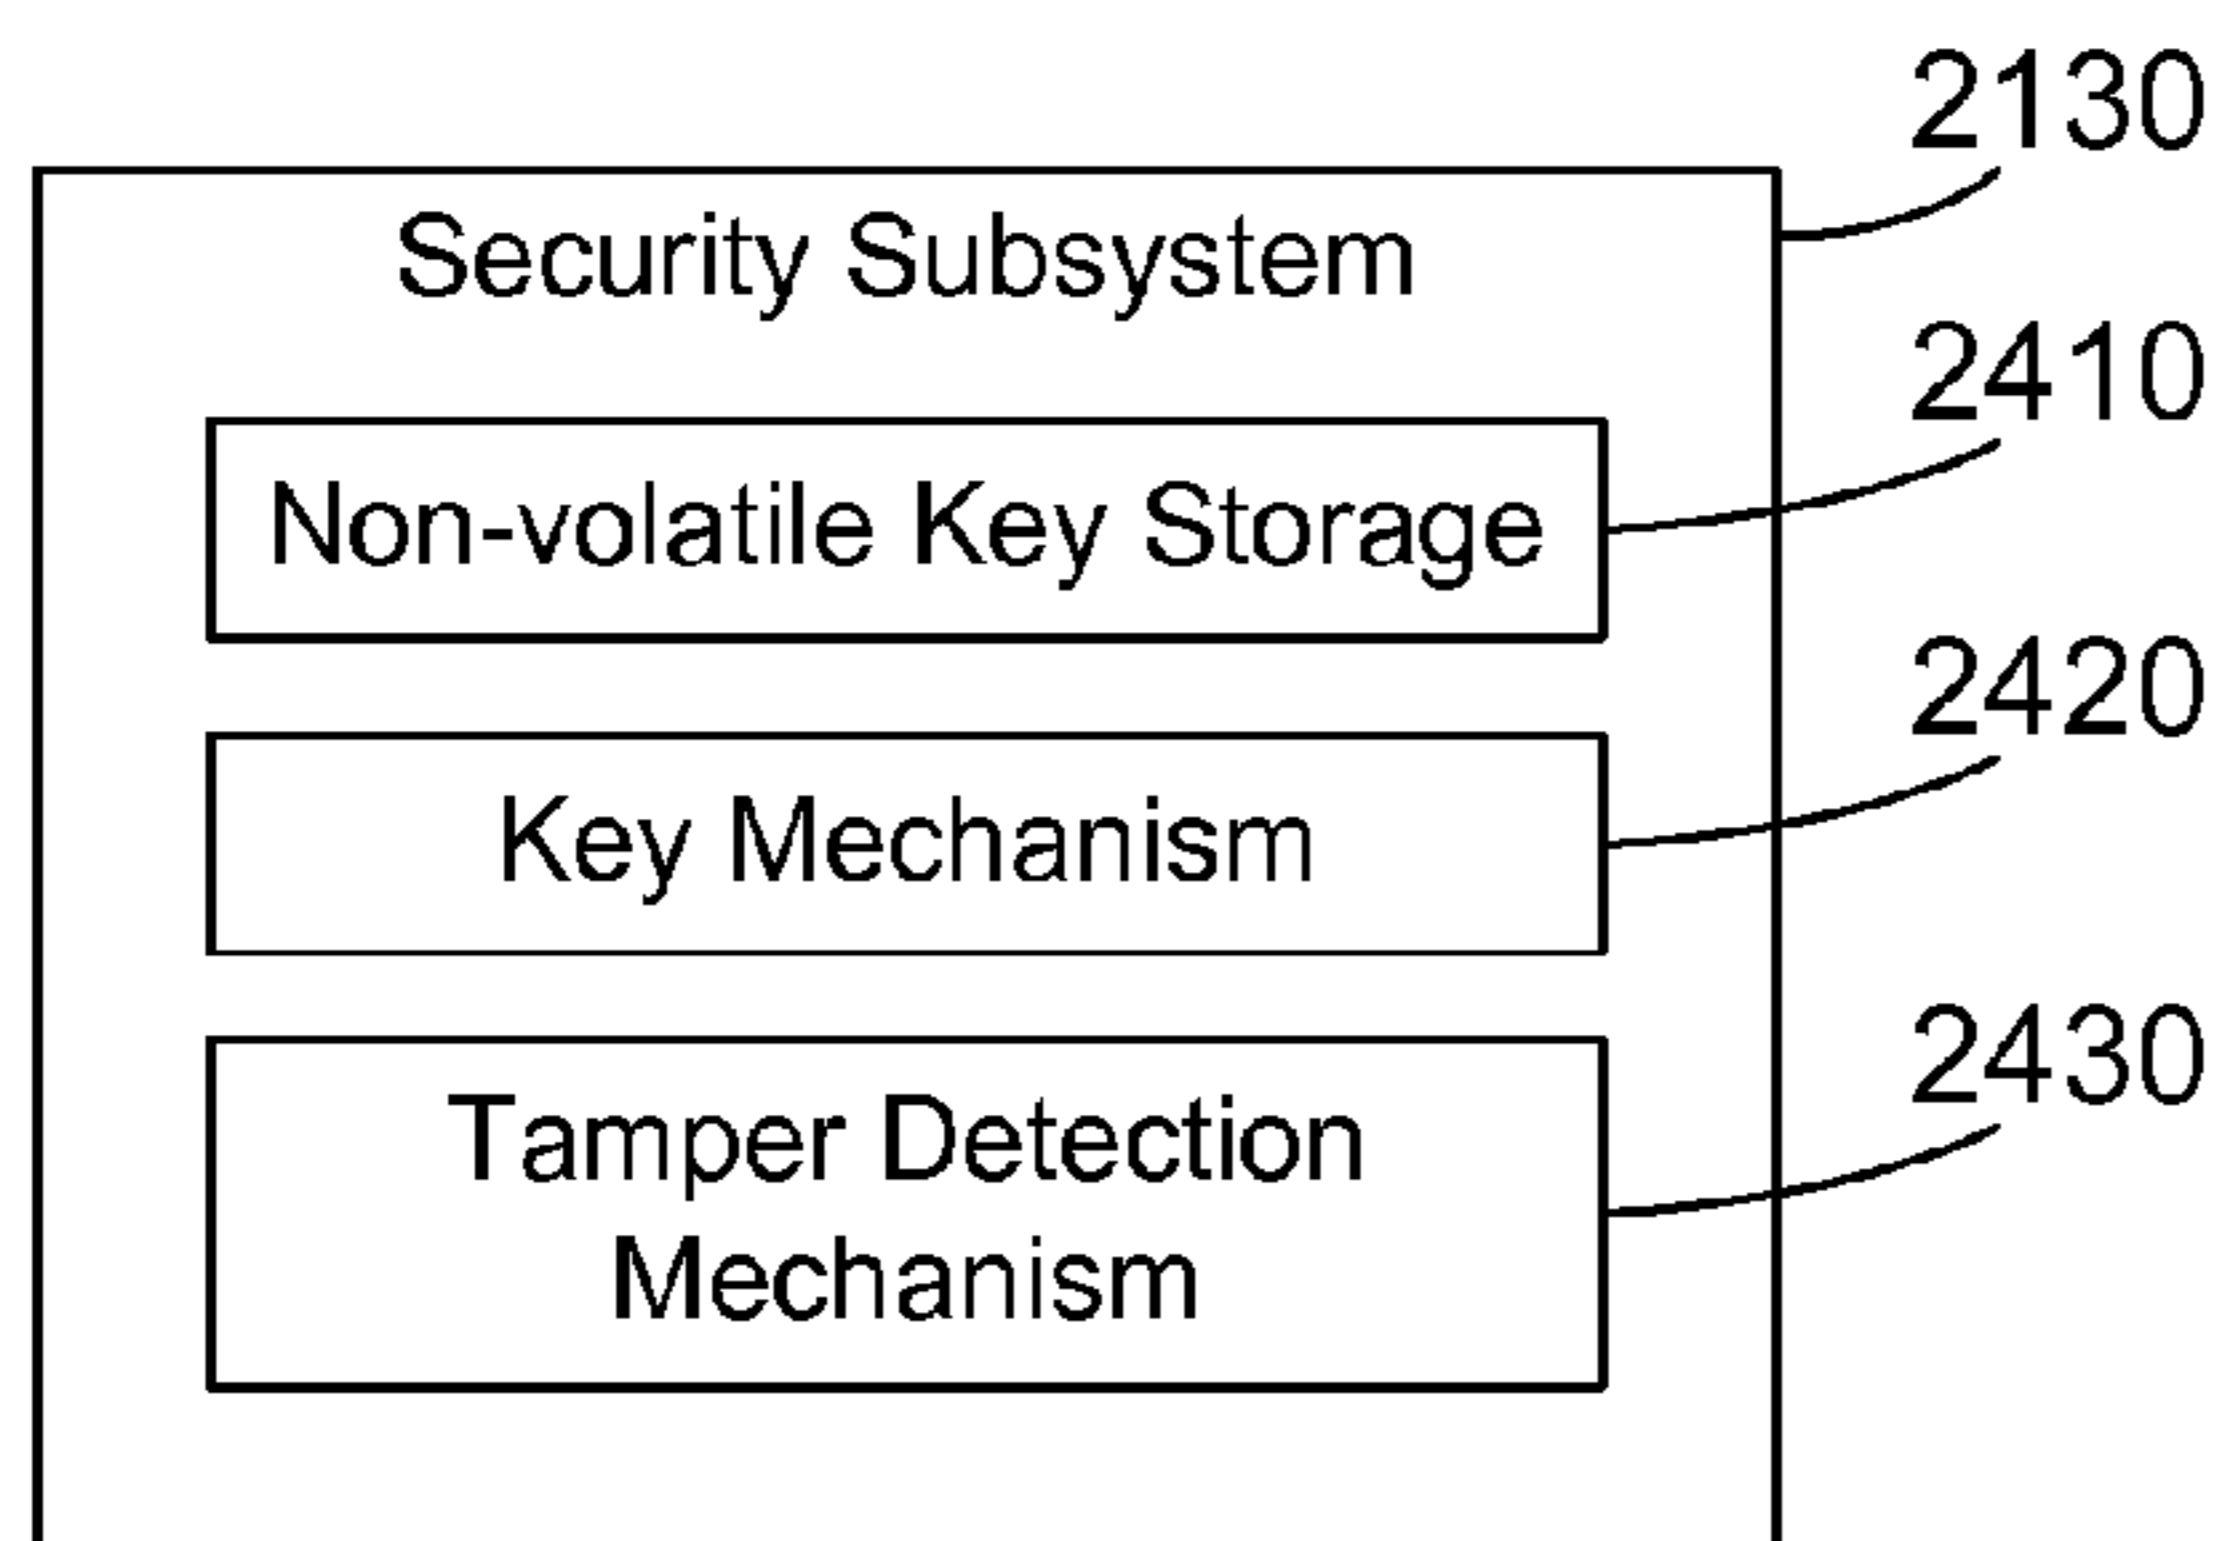 2130
Security Subsystem
2410
Non-volatile Key Storage
2420
Key Mechanism
2430
Tamper Detection
Mechanism